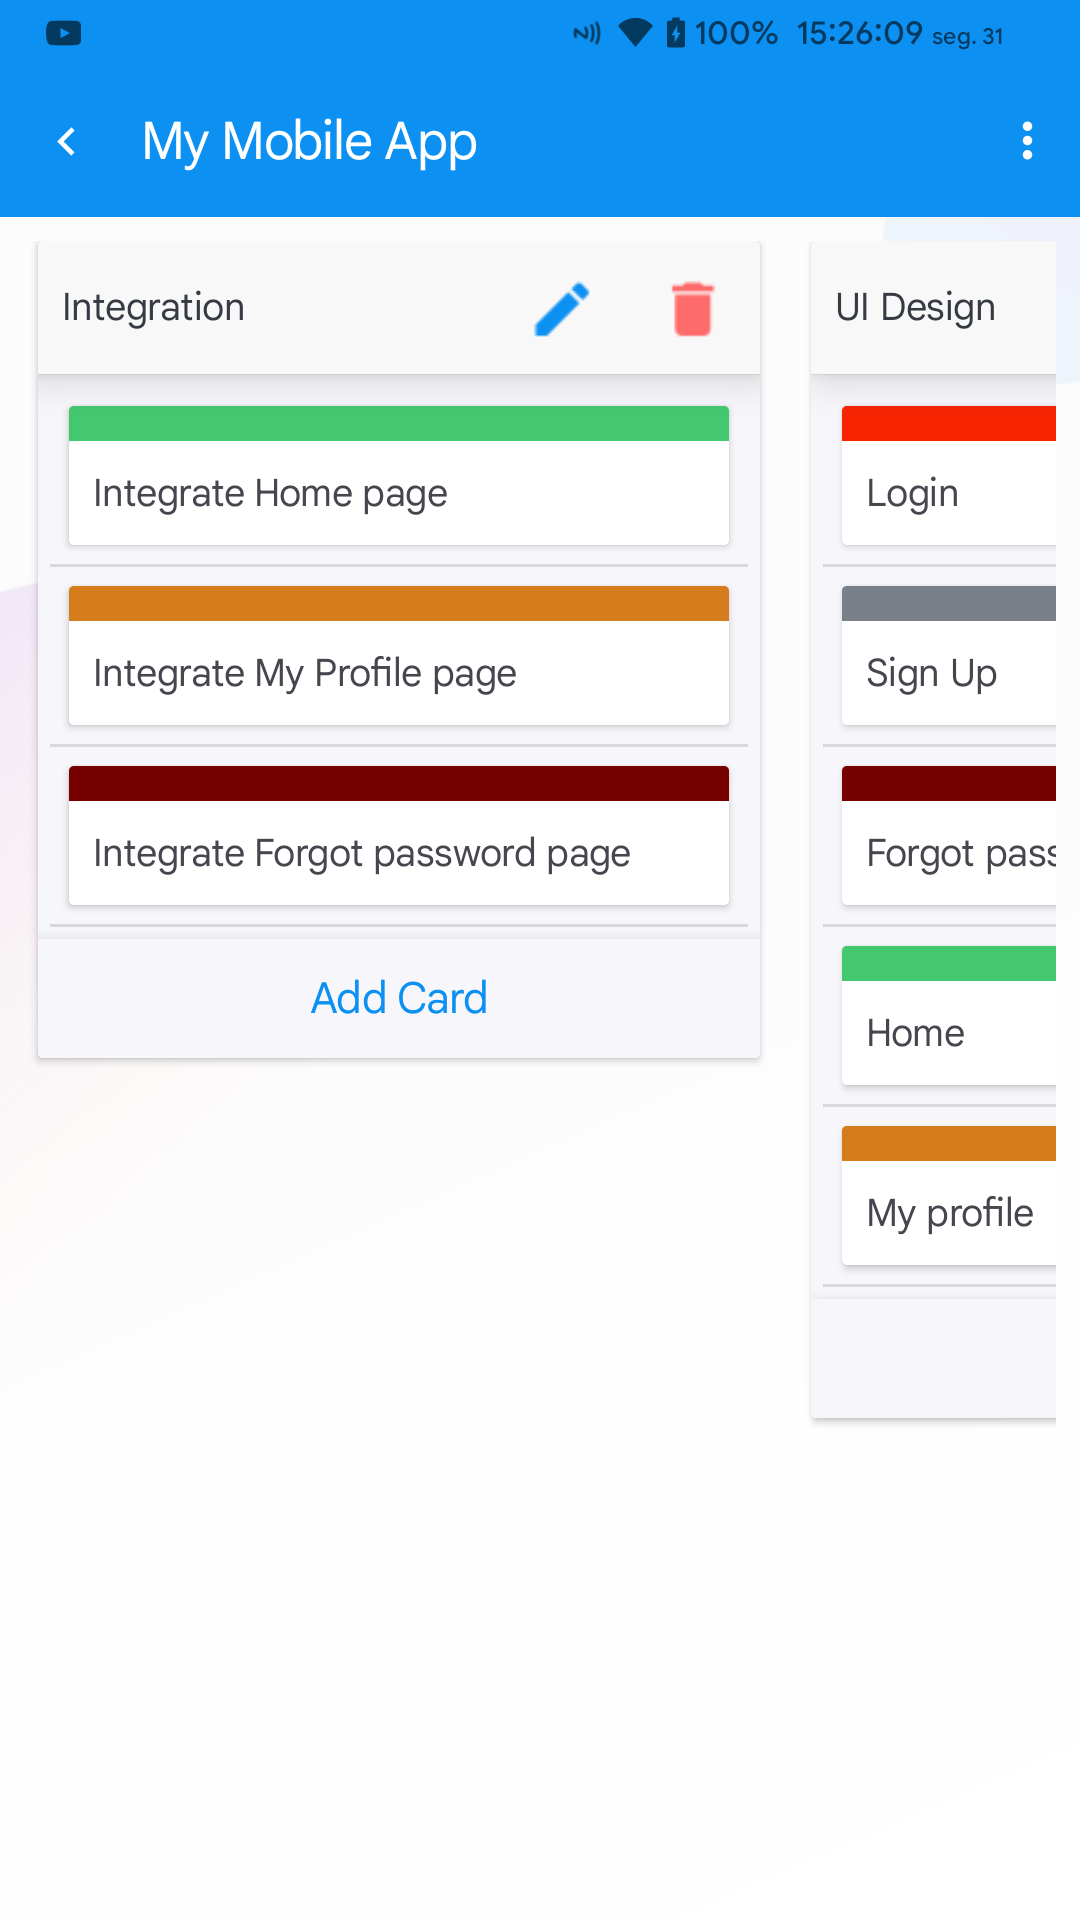 100% 15:26:09 seg. 31
My Mobile App
Integration
Integrate Home page
Integrate My Profile page
Integrate Forgot password page
Add Card
UI Design
Login
Sign Up
Forgot pass
Home
My profile